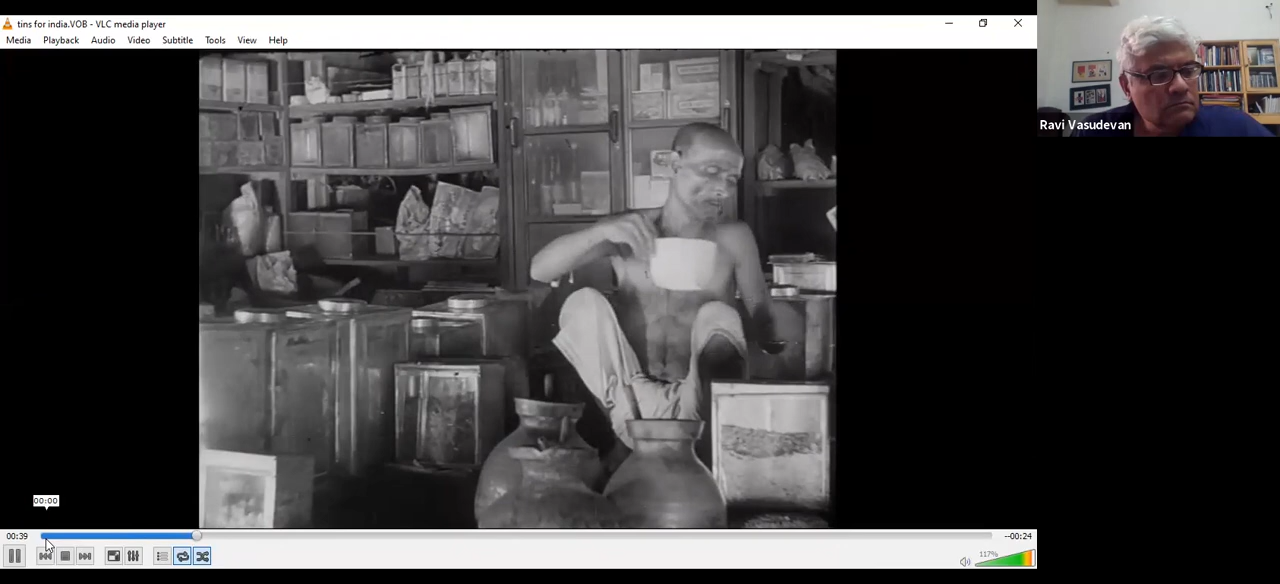 tins for india.VOB - VLC media player
Media Playback Audio Video Subtitle Tools View Help
Ravi Vasudevan
00:00
00:39
--00:24
117%